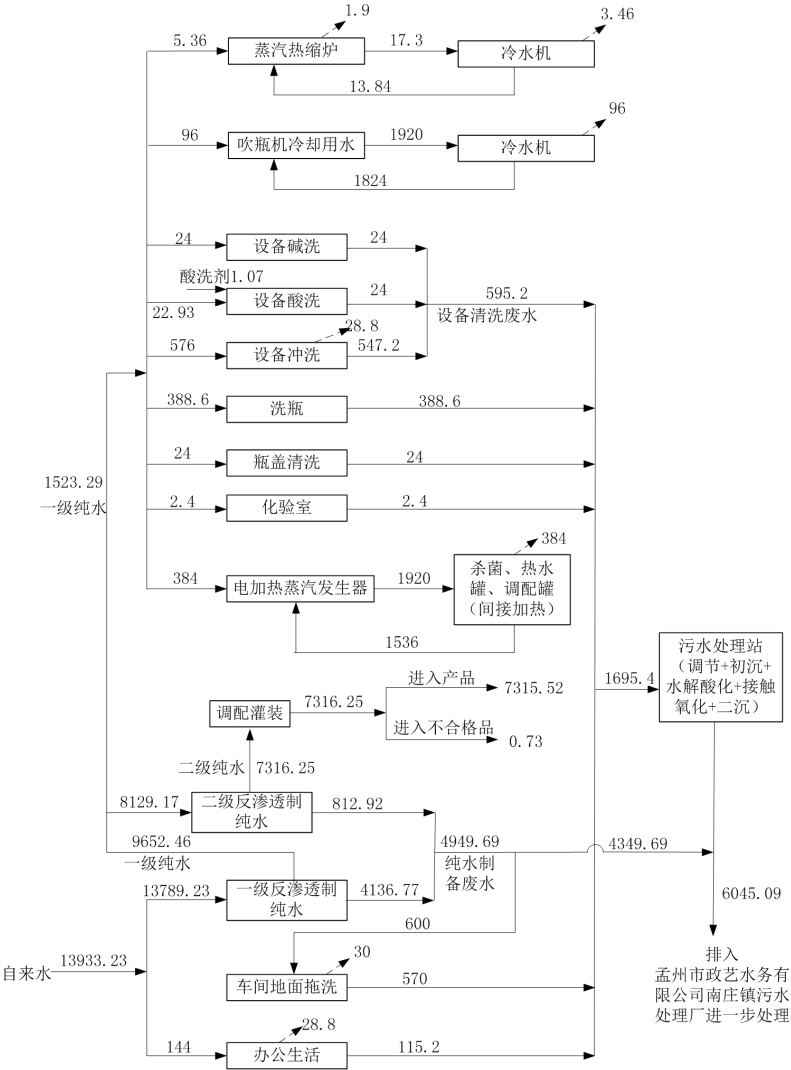 1.9
3.46
5.36
蒸汽热缩炉
17.3
冷水机
13.84
96
96
吹瓶机冷却用水
1920
冷水机
1824
24
设备碱洗
24
酸洗剂1.07
设备酸洗
24
595.2
22.93
设备清洗废水
28.8
576
设备冲洗
547.2
388.6
洗瓶
388.6
24
瓶盖清洗
24
1523.29
一级纯水
2.4
化验室
2.4
384
384
电加热蒸汽发生器
1920
杀菌、热水
罐、调配罐
（间接加热）
1536
污水处理站
（调节+初沉+
水解酸化+接触
氧化+二沉）
1695.4
进入产品
7315.52
调配灌装
7316.25
进入不合格品
0.73
二级纯水
7316.25
8129.17
二级反渗透制
纯水
812.92
9652.46
一级纯水
4949.69
纯水制
备废水
4349.69
13789.23
一级反渗透制
纯水
4136.77
6045.09
600
自来水
13933.23
30
车间地面拖洗
570
排入
孟州市政艺水务有
限公司南庄镇污水
处理厂进一步处理
28.8
144
办公生活
115.2